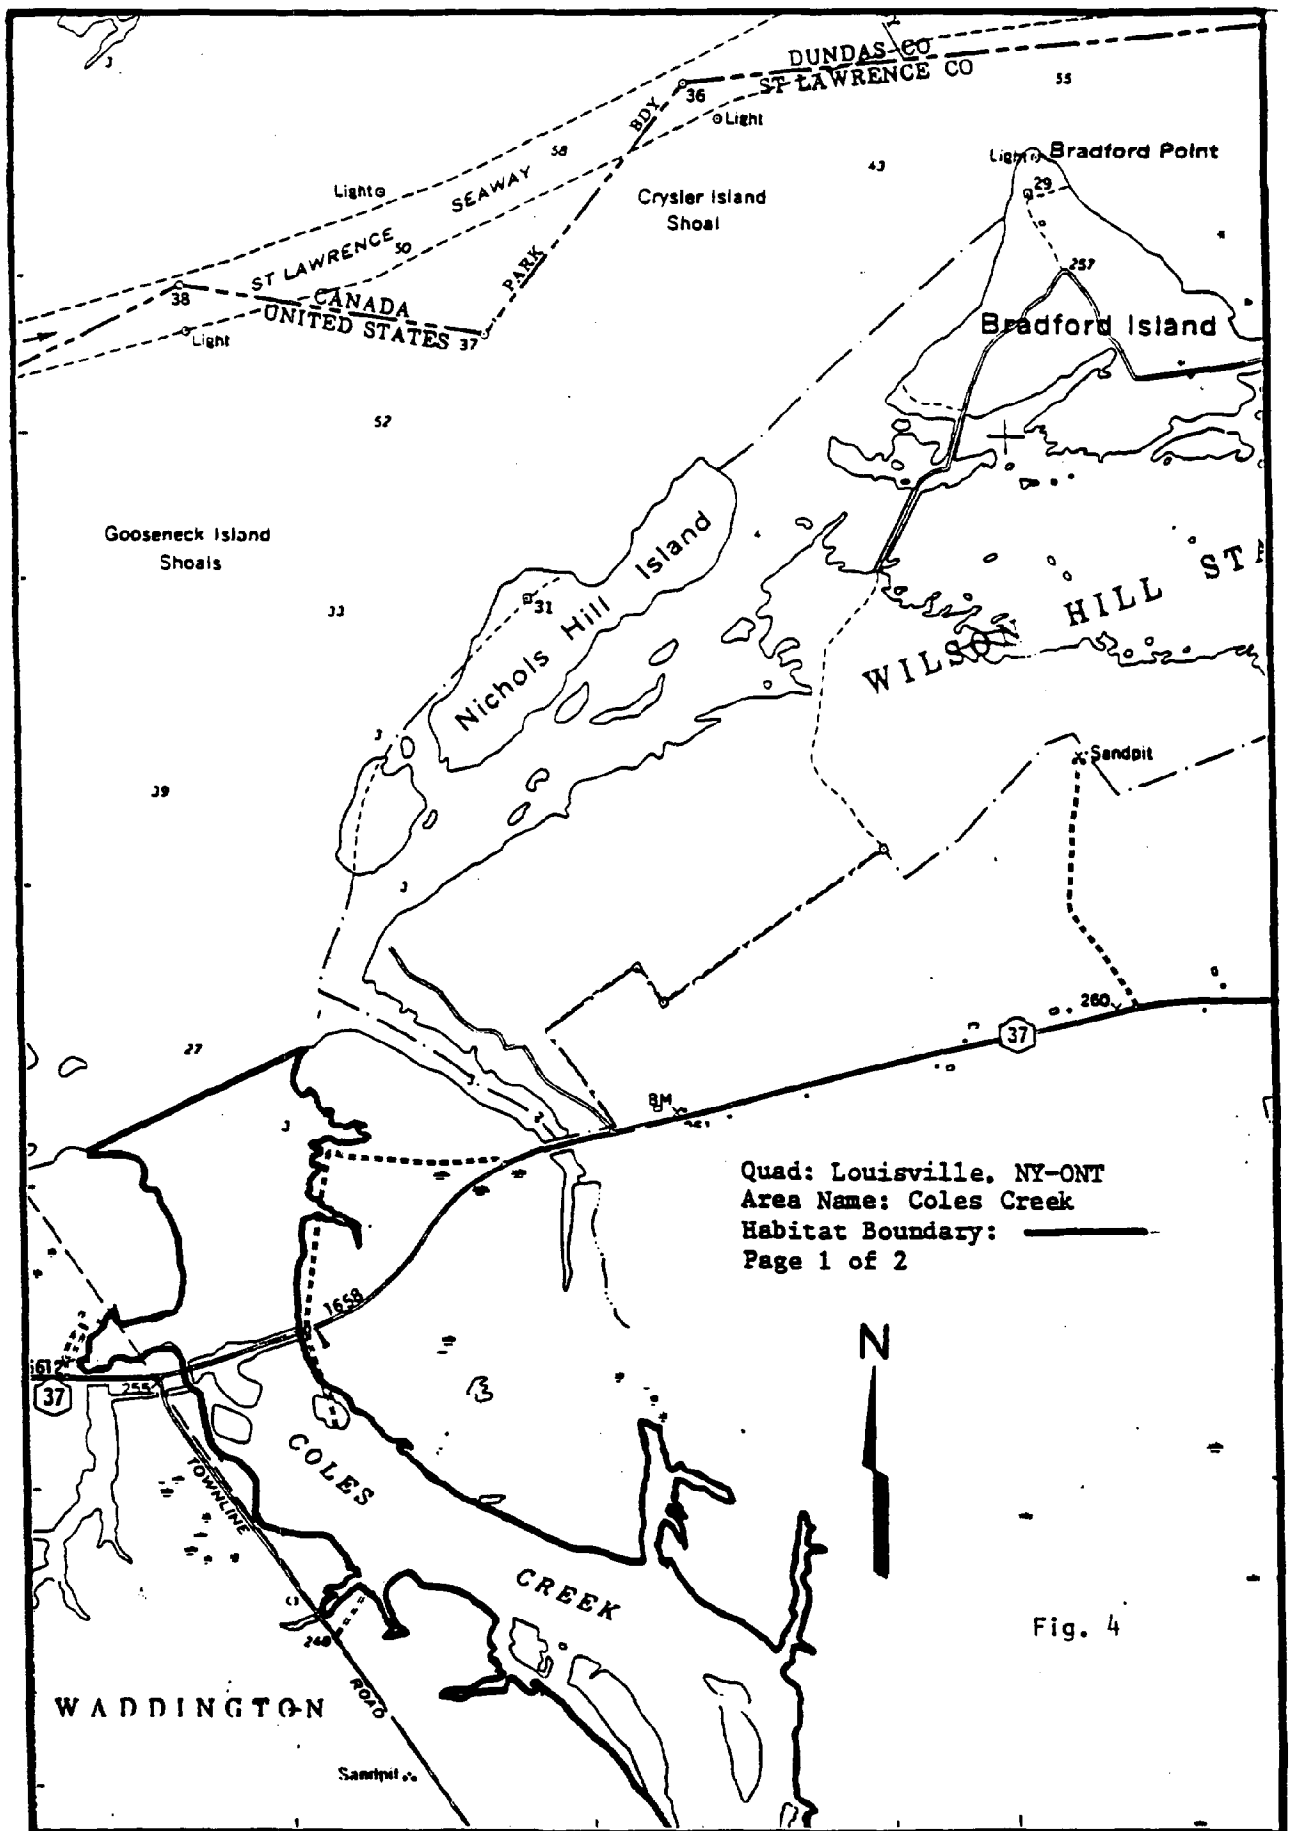 3
DUNDAS CO
ST LAWRENCE CO
36
55
BDY
Light
58
43
Light
Bradford Point
29
Light
SEAWAY
Crysler Island
Shoal
ST LAWRENCE
50
PARK
257
38
CANADA
UNITED STATES
37
Light
Bradford Island
52
Gooseneck Island
Shoals
4
33
31
Nichols Hill Island
WILSON HILL
3
Sandpit
39
3
260
37
27
BM
3
3
3
Quad: Louisville, NY-ONT
Area Name: Coles Creek
Habitat Boundary:
Page 1 of 2
1658
N
37
255
COLES
TOWNLINE
CREEK
Fig. 4
248
WADDINGTON
ROAD
Sandpit